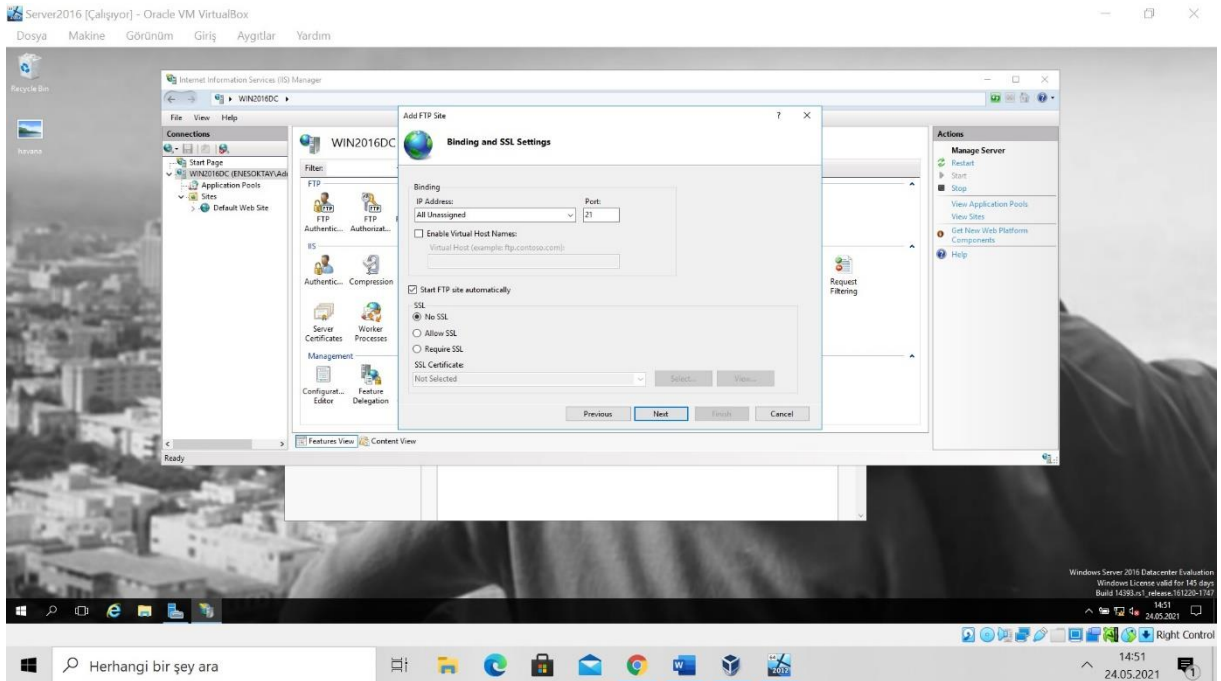 Server2016 [Çalışıyor] - Oracle VM VirtualBox
Dosya Makine Görünüm Giriş Aygıtlar Yardım
Recycle Bin
havana
Internet Information Services (IIS) Manager
WIN2016DC
File View Help
Connections
Start Page
WIN2016DC (ENESOKTAY\Ad
Application Pools
Sites
Default Web Site
WIN2016DC
Filter:
FTP
FTP Authentic...
FTP Authorizat...
IIS
Authentic...
Compression
Server Certificates
Worker Processes
Management
Configurat... Editor
Feature Delegation
Request Filtering
Features View Content View
Ready
Add FTP Site ? X
Binding and SSL Settings
Binding
IP Address: Port:
All Unassigned 21
Enable Virtual Host Names:
Virtual Host (example: ftp.contoso.com):
Start FTP site automatically
SSL
No SSL
Allow SSL
Require SSL
SSL Certificate:
Not Selected Select... View...
Previous Next Finish Cancel
Actions
Manage Server
Restart
Start
Stop
View Application Pools
View Sites
Get New Web Platform Components
Help
Windows Server 2016 Datacenter Evaluation
Windows License valid for 145 days
Build 14393.rs1_release.161220-1747
14:51
24.05.2021
Right Control
Herhangi bir şey ara
14:51
24.05.2021